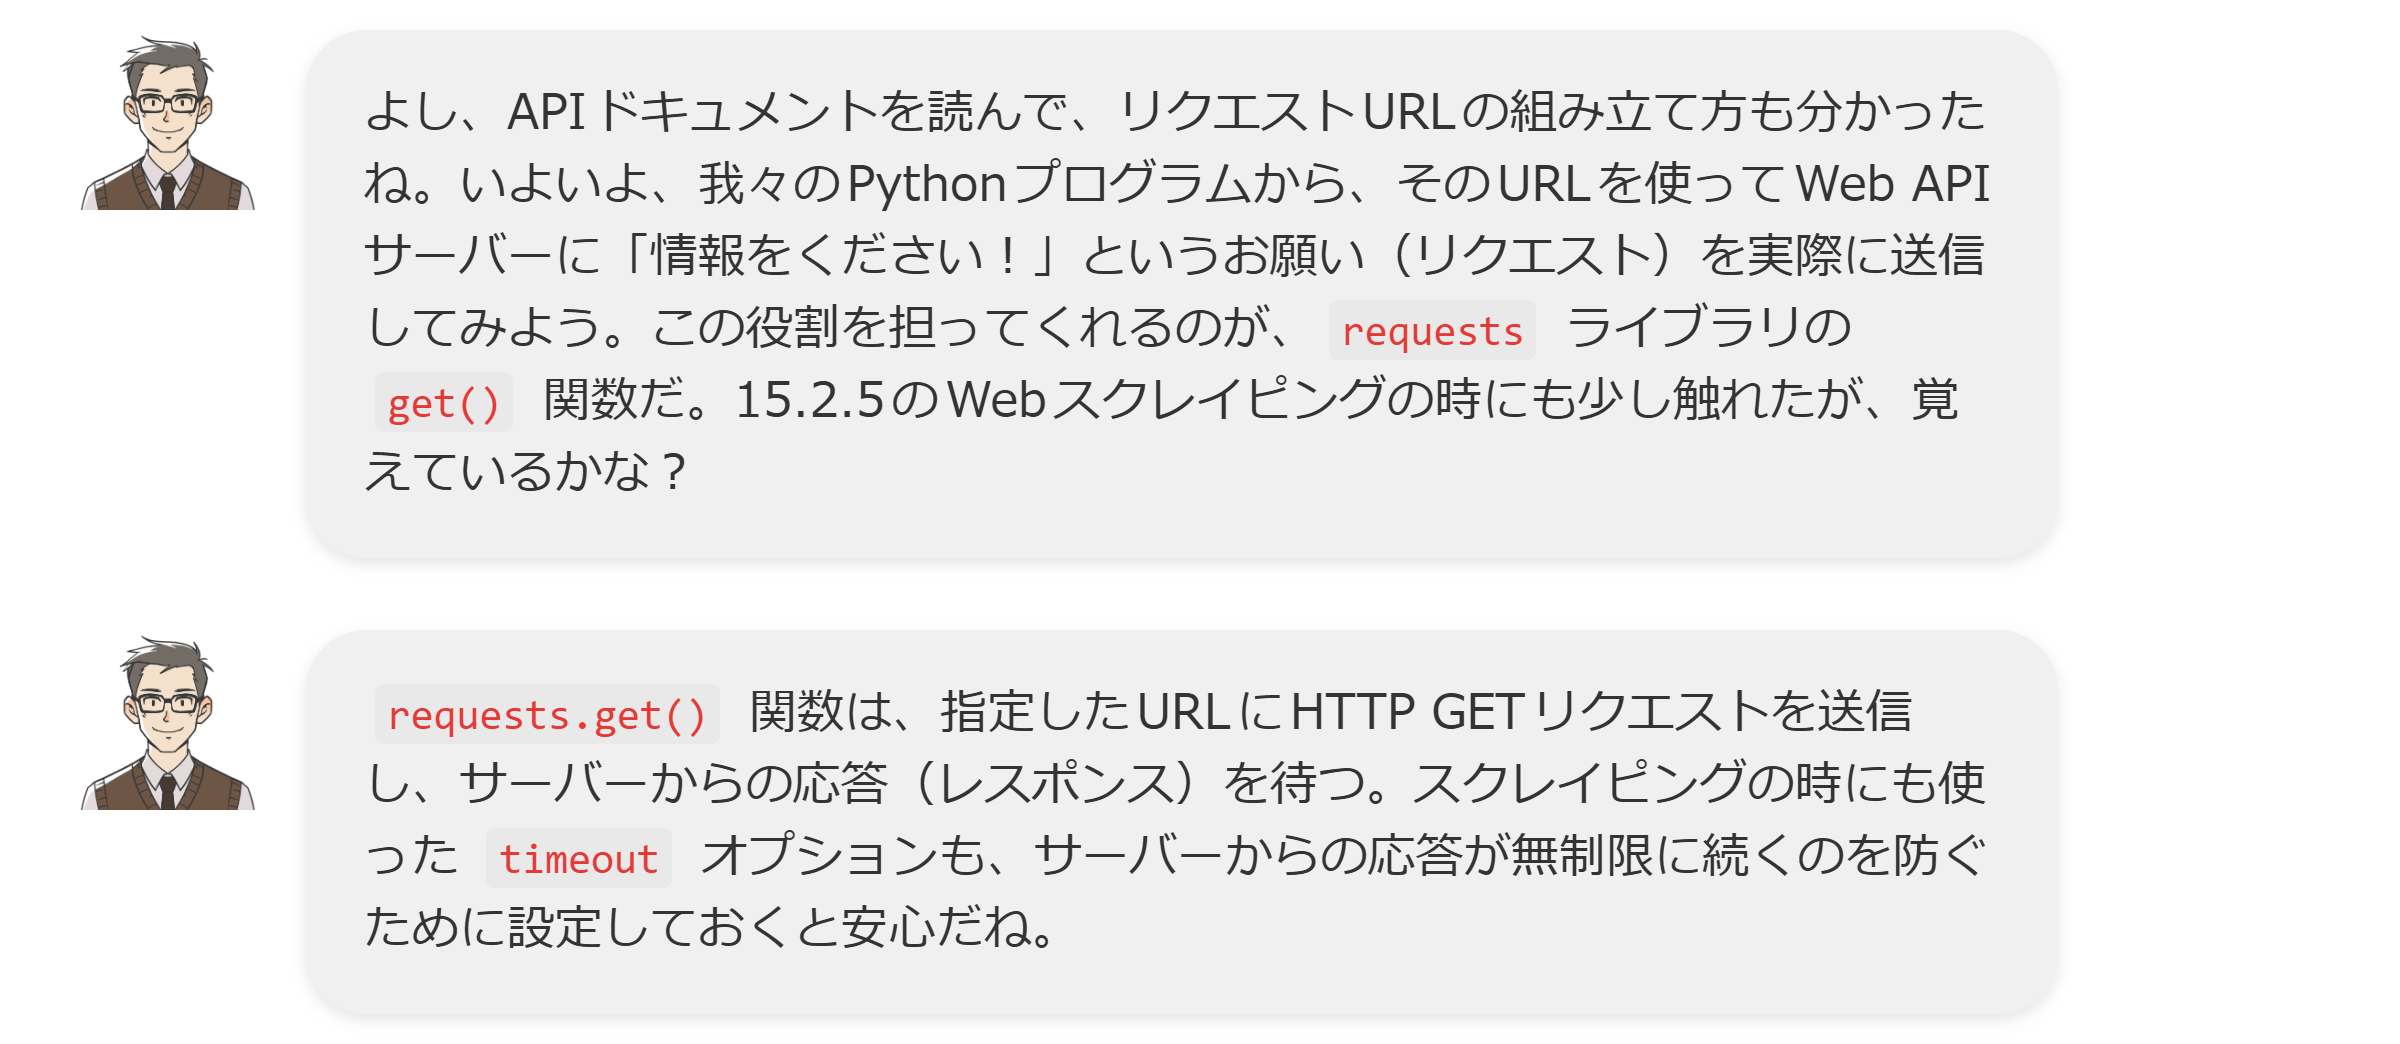 よし、APIドキュメントを読んで、リクエストURLの組み立て方も分かった
ね。いよいよ、我々のPythonプログラムから、そのURLを使ってWeb API
サーバーに「情報をください！」というお願い（リクエスト）を実際に送信
してみよう。この役割を担ってくれるのが、 requests ライブラリの
get() 関数だ。15.2.5のWebスクレイピングの時にも少し触れたが、覚
えているかな？
requests.get() 関数は、指定したURLにHTTP GETリクエストを送信
し、サーバーからの応答（レスポンス）を待つ。スクレイピングの時にも使
った timeout オプションも、サーバーからの応答が無制限に続くのを防ぐ
ために設定しておくと安心だね。